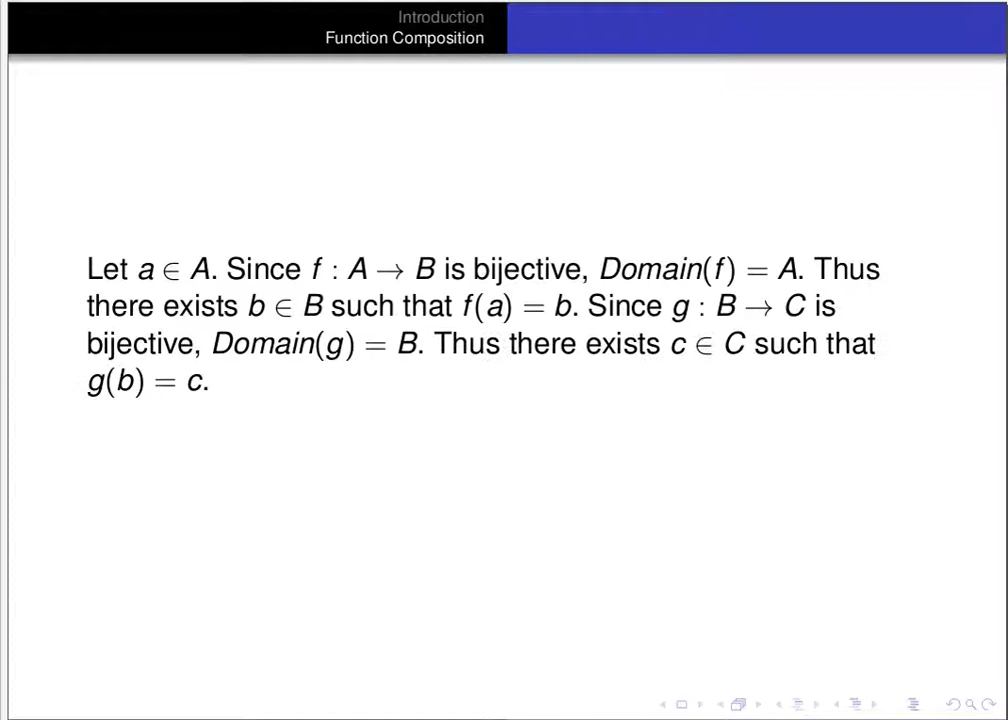 Introduction
Function Composition
Let a ∈ A. Since f : A → B is bijective, Domain(f) = A. Thus
there exists b ∈ B such that f(a) = b. Since g : B → C is
bijective, Domain(g) = B. Thus there exists c ∈ C such that
g(b) = c.